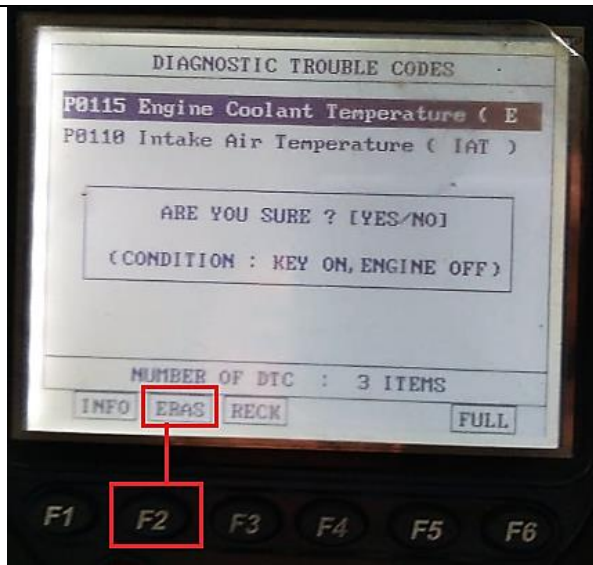 DIAGNOSTIC TROUBLE CODES
P0115 Engine Coolant Temperature ( E
P0110 Intake Air Temperature ( IAT )
ARE YOU SURE ? [YES/NO]
(CONDITION : KEY ON, ENGINE OFF)
NUMBER OF DTC : 3 ITEMS
INFO ERAS RECK FULL
F1 F2 F3 F4 F5 F6